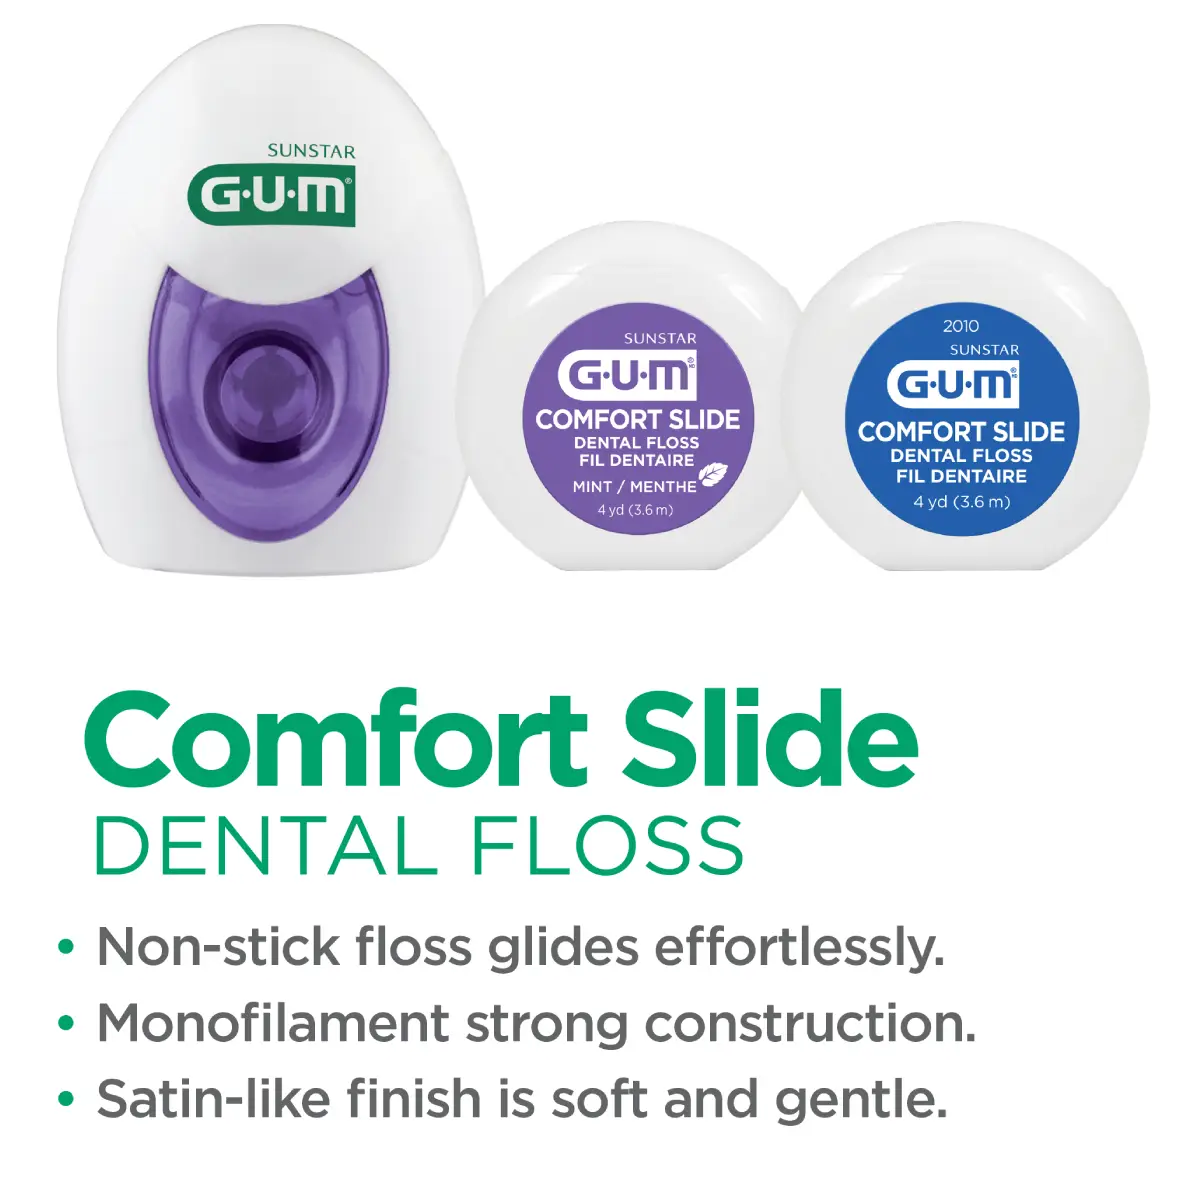 SUNSTAR
G·U·M®
SUNSTAR
G·U·M®
COMFORT SLIDE
DENTAL FLOSS
FIL DENTAIRE
MINT / MENTHE
4 yd (3.6 m)
2010
SUNSTAR
G·U·M®
COMFORT SLIDE
DENTAL FLOSS
FIL DENTAIRE
4 yd (3.6 m)
Comfort Slide
DENTAL FLOSS
• Non-stick floss glides effortlessly.
• Monofilament strong construction.
• Satin-like finish is soft and gentle.